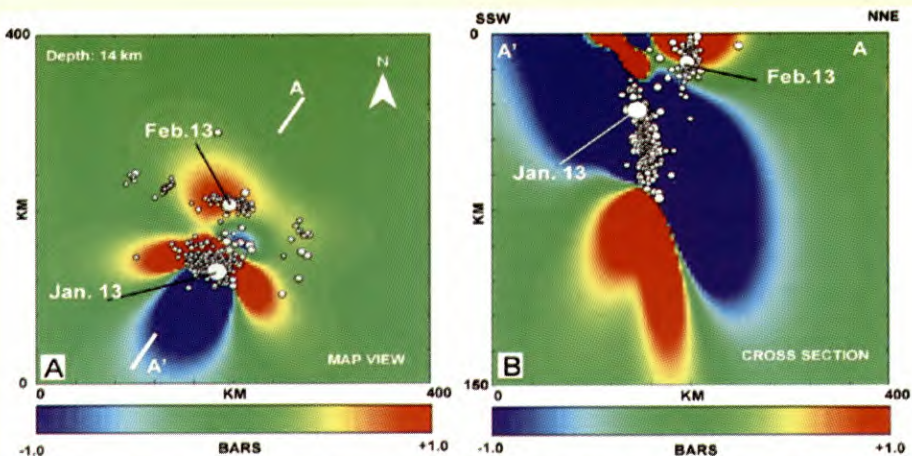 400
Depth: 14 km
N
A
Feb.13
KM
Jan. 13
A'
A
MAP VIEW
0
0
KM
400
-1.0
BARS
+1.0
SSW
NNE
0
A'
A
Feb.13
Jan. 13
KM
B
CROSS SECTION
150
0
KM
400
-1.0
BARS
+1.0